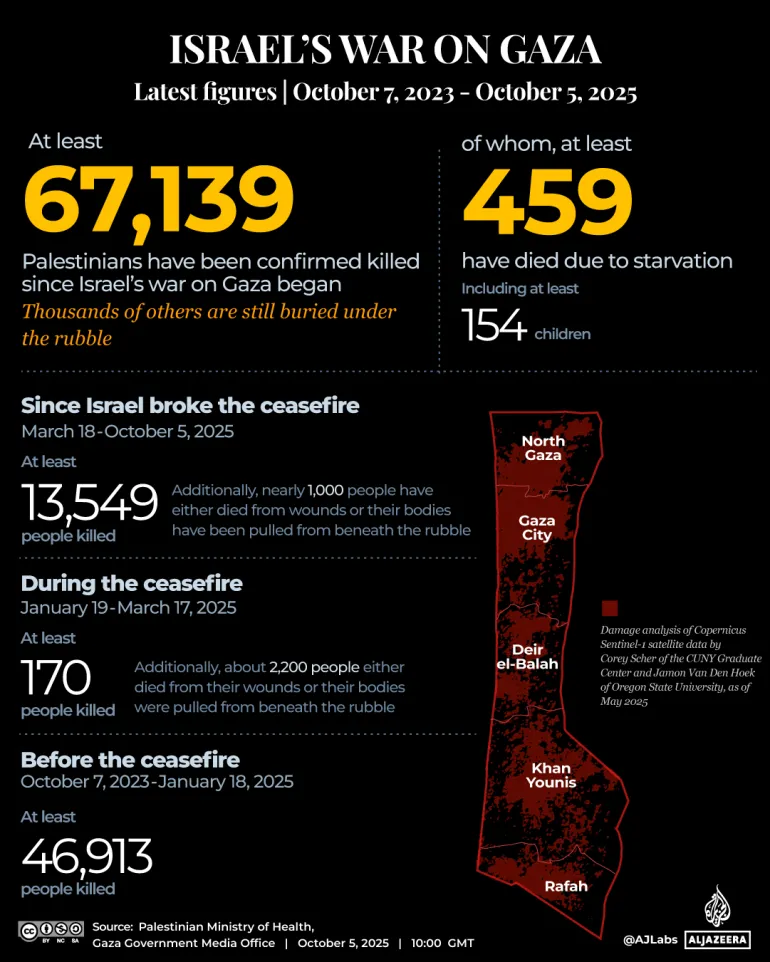 ISRAEL'S WAR ON GAZA
Latest figures | October 7, 2023 - October 5, 2025
At least
67,139
Palestinians have been confirmed killed
since Israel's war on Gaza began
Thousands of others are still buried under
the rubble
of whom, at least
459
have died due to starvation
Including at least
154 children
Since Israel broke the ceasefire
March 18-October 5, 2025
At least
13,549
people killed
Additionally, nearly 1,000 people have
either died from wounds or their bodies
have been pulled from beneath the rubble
During the ceasefire
January 19-March 17, 2025
At least
170
people killed
Additionally, about 2,200 people either
died from their wounds or their bodies
were pulled from beneath the rubble
Before the ceasefire
October 7, 2023-January 18, 2025
At least
46,913
people killed
North
Gaza
Gaza
City
Deir
el-Balah
Khan
Younis
Rafah
Damage analysis of Copernicus
Sentinel-1 satellite data by
Corey Scher of the CUNY Graduate
Center and Jamon Van Den Hoek
of Oregon State University, as of
May 2025
cc
BY NC SA
Source: Palestinian Ministry of Health,
Gaza Government Media Office | October 5, 2025 | 10:00 GMT
@AJLabs
ALJAZEERA